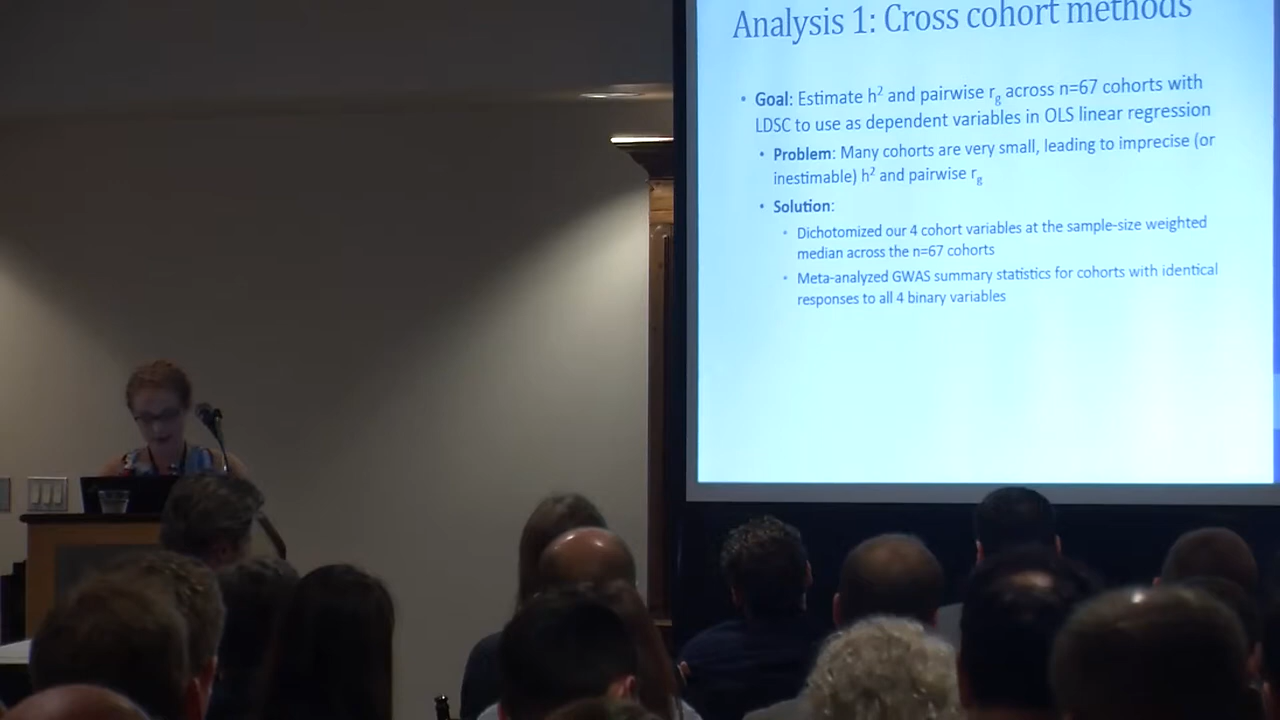 Analysis 1: Cross cohort methods
• Goal: Estimate h² and pairwise rg across n=67 cohorts with
LDSC to use as dependent variables in OLS linear regression
• Problem: Many cohorts are very small, leading to imprecise (or
inestimable) h² and pairwise rg
• Solution:
• Dichotomized our 4 cohort variables at the sample-size weighted
median across the n=67 cohorts
• Meta-analyzed GWAS summary statistics for cohorts with identical
responses to all 4 binary variables